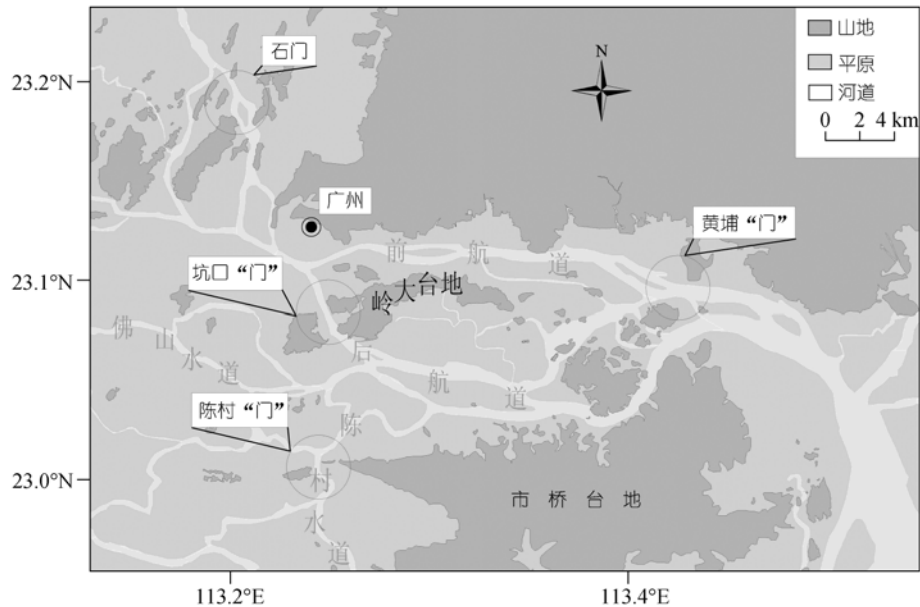 石门
N
山地
平原
河道
0 2 4 km
23.2°N
广州
黄埔“门”
前航道
坑口“门”
23.1°N
岭大台地
佛山水道
后航道
陈村“门”
陈村水道
23.0°N
市桥台地
113.2°E
113.4°E